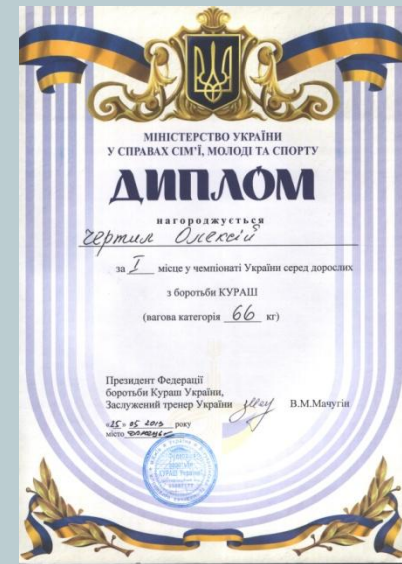 МІНІСТЕРСТВО УКРАЇНИ
У СПРАВАХ СІМ'Ї, МОЛОДІ ТА СПОРТУ
ДИПЛОМ
нагороджується
Чертил Олексій
за I місце у чемпіонаті України серед дорослих
з боротьби КУРАШ
(вагова категорія 66 кг)
Президент Федерації
боротьби Кураш України,
Заслужений тренер України В.М.Мачугін
«25» 05 2013 року
місто